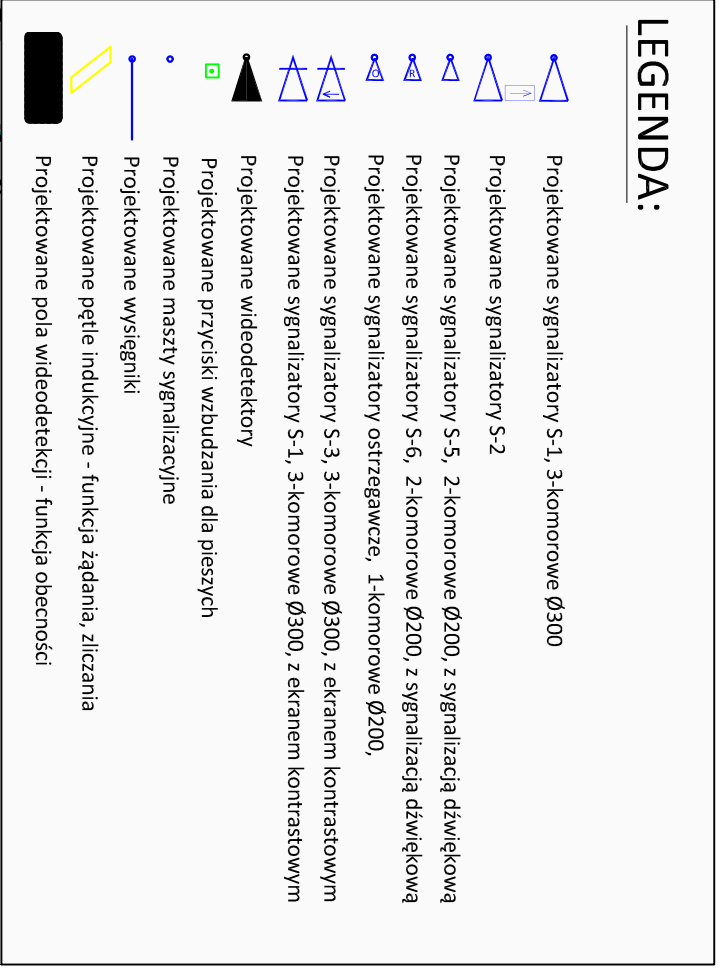 LEGENDA:
Projektowane sygnalizatory S-1, 3-komorowe Ø300
Projektowane sygnalizatory S-2
Projektowane sygnalizatory S-5, 2-komorowe Ø200, z sygnalizacją dźwiękową
R Projektowane sygnalizatory S-6, 2-komorowe Ø200, z sygnalizacją dźwiękową
O Projektowane sygnalizatory ostrzegawcze, 1-komorowe Ø200,
Projektowane sygnalizatory S-3, 3-komorowe Ø300, z ekranem kontrastowym
Projektowane sygnalizatory S-1, 3-komorowe Ø300, z ekranem kontrastowym
Projektowane wideodetektory
Projektowane przyciski wzbudzania dla pieszych
Projektowane maszty sygnalizacyjne
Projektowane wysięgniki
Projektowane pętle indukcyjne - funkcja żądania, zliczania
Projektowane pola wideodetekcji - funkcja obecności